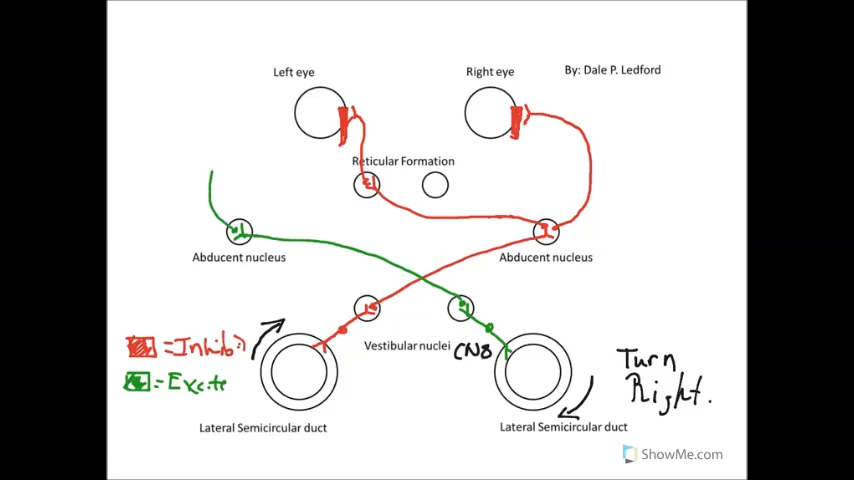 Left eye
Right eye
By: Dale P. Ledford
Reticular Formation
Abducent nucleus
Abducent nucleus
Vestibular nuclei
CN8
=Inhib
=Excite
Turn
Right.
Lateral Semicircular duct
Lateral Semicircular duct
ShowMe.com